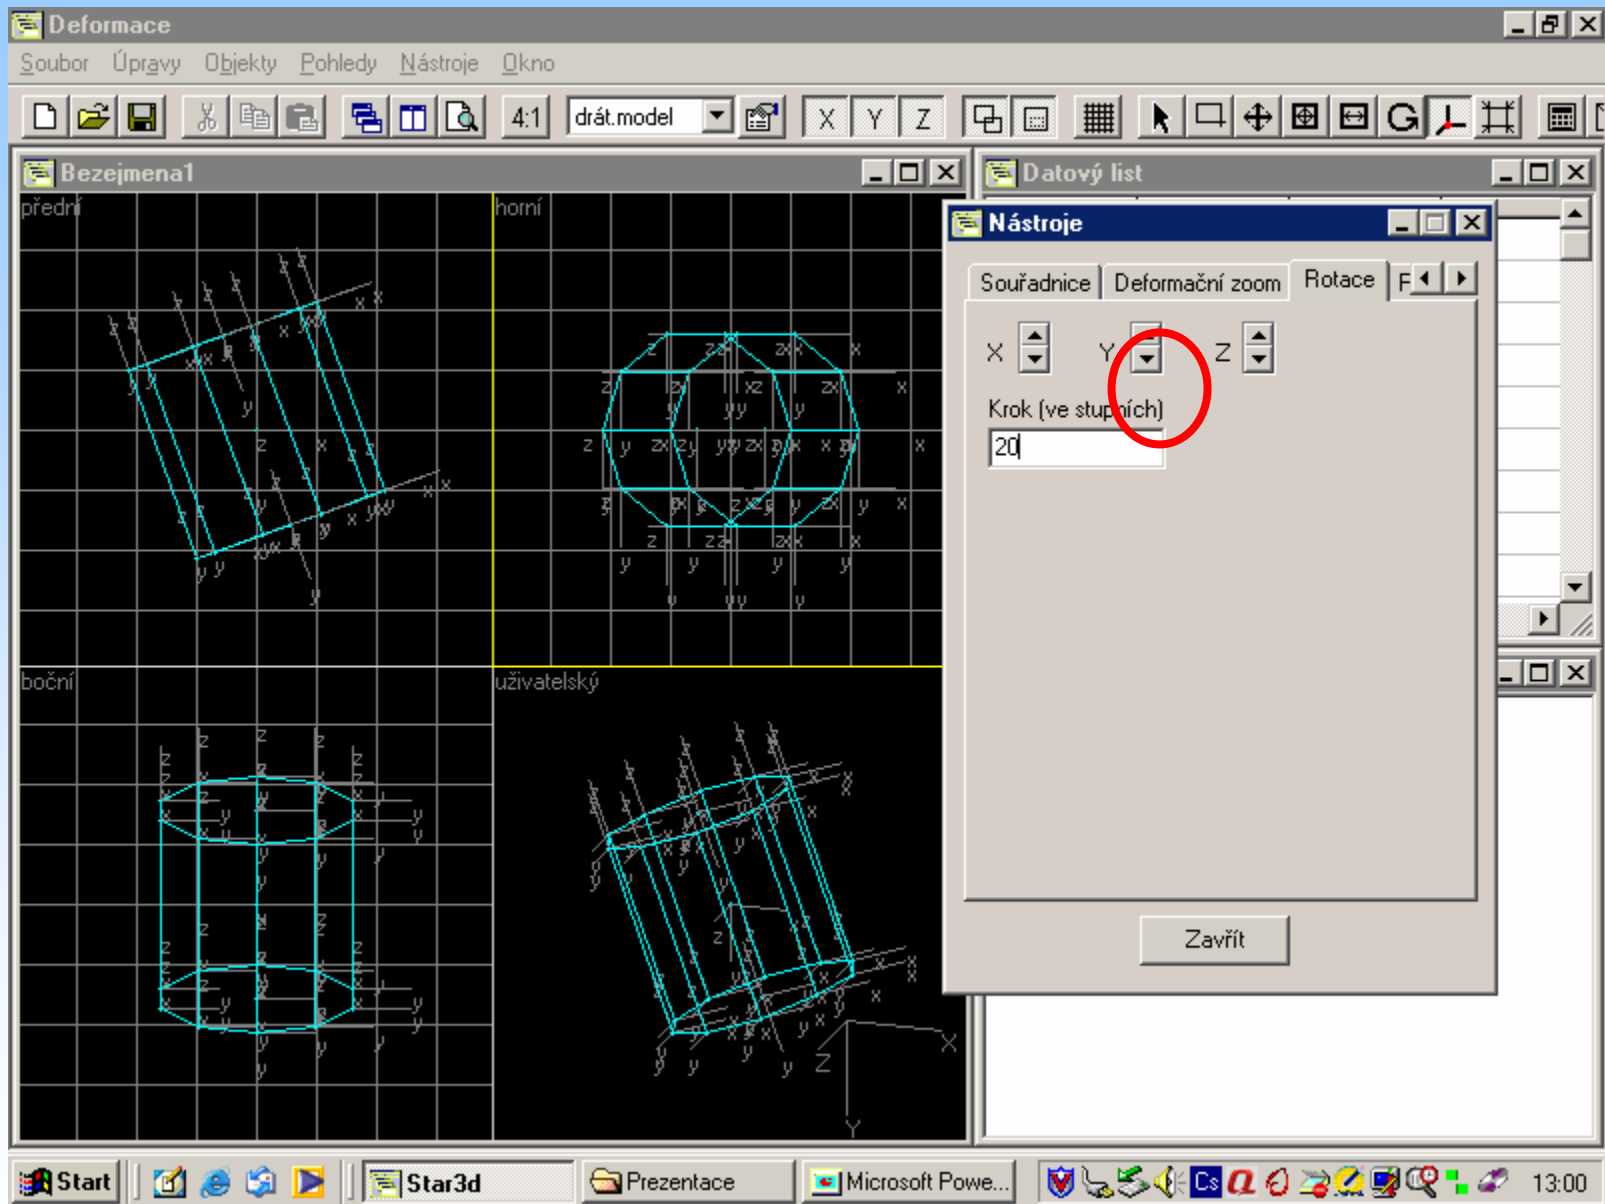 Deformace
Soubor Úpravy Objekty Pohledy Nástroje Okno
4:1 drát.model X Y Z
Bezejmena1
Datový list
přední
horní
Nástroje
Souřadnice Deformační zoom Rotace
X Y Z
Krok (ve stupních)
20
boční
uživatelský
Zavřít
X
Z
Y
Start Star3d Prezentace Microsoft Powe... Cs 13:00